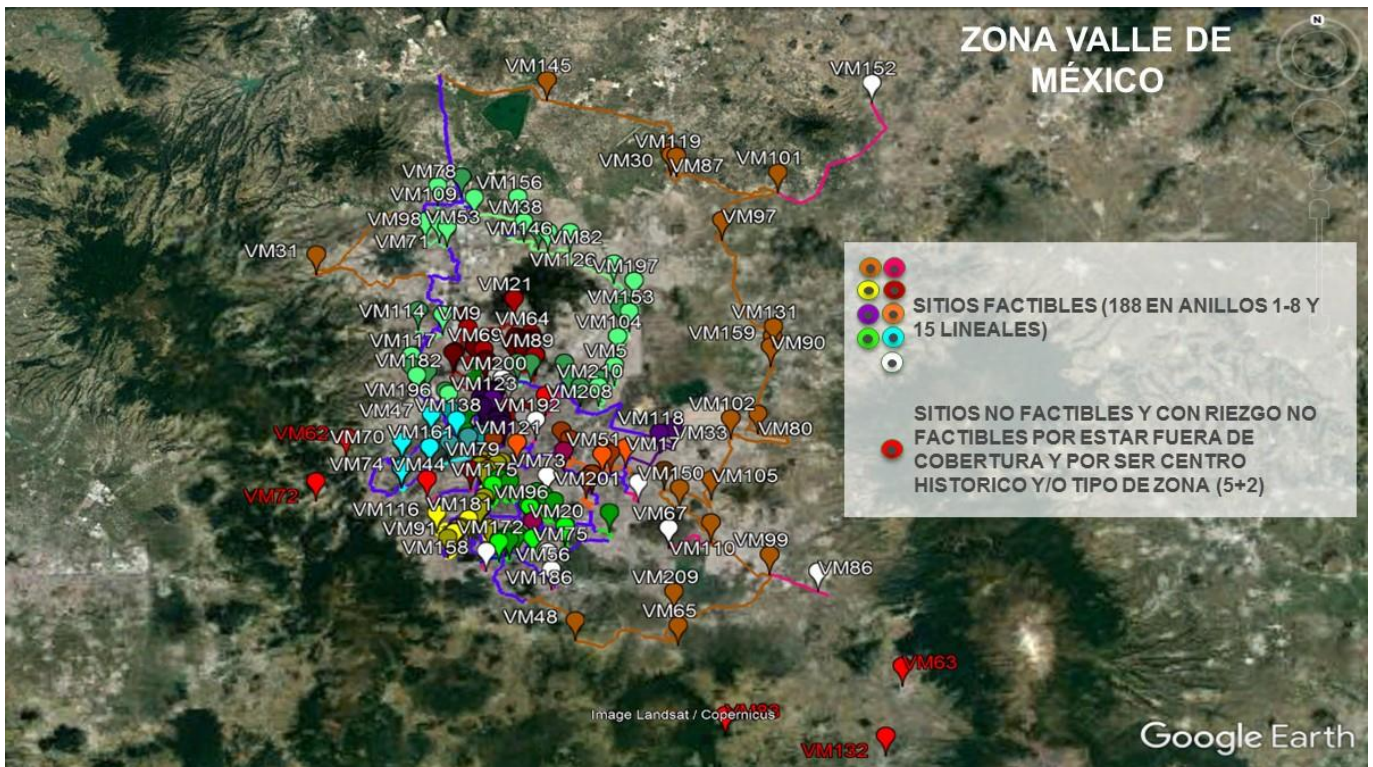 ZONA VALLE DE
MÉXICO
N
VM145
VM152
VM119
VM30
VM87
VM101
VM78
VM156
VM109
VM38
VM98
VM53
VM146
VM82
VM97
VM71
VM31
VM126
VM197
VM21
VM153
VM114
VM9
VM64
VM104
VM131
VM69
VM159
VM117
VM89
VM90
VM182
VM200
VM5
VM123
VM210
VM196
VM208
VM47
VM138
VM192
VM118
VM102
VM62
VM70
VM161
VM121
VM51
VM17
VM33
VM80
VM74
VM44
VM79
VM73
VM72
VM175
VM201
VM150
VM105
VM116
VM181
VM96
VM20
VM67
VM91
VM172
VM75
VM158
VM56
VM110
VM99
VM186
VM86
VM209
VM48
VM65
VM63
VM132
SITIOS FACTIBLES (188 EN ANILLOS 1-8 Y
15 LINEALES)
SITIOS NO FACTIBLES Y CON RIEZGO NO
FACTIBLES POR ESTAR FUERA DE
COBERTURA Y POR SER CENTRO
HISTORICO Y/O TIPO DE ZONA (5+2)
Image Landsat / Copernicus
Google Earth